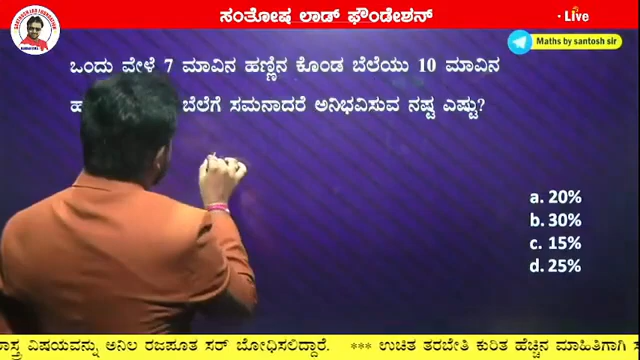 ಸಂತೋಷ ಲಾಡ್ ಫೌಂಡೇಶನ್
Live
Maths by santosh sir
ಒಂದು ವೇಳೆ 7 ಮಾವಿನ ಹಣ್ಣಿನ ಕೊಂಡ ಬೆಲೆಯು 10 ಮಾವಿನ
ಬೆಲೆಗೆ ಸಮನಾದರೆ ಅನಿಭವಿಸುವ ನಷ್ಟ ಎಷ್ಟು?
a. 20%
b. 30%
c. 15%
d. 25%
ವಿಷಯವನ್ನು ಅನಿಲ ರಜಪೂತ ಸರ್ ಬೋಧಿಸಲಿದ್ದಾರೆ. *** ಉಚಿತ ತರಬೇತಿ ಕುರಿತ ಹೆಚ್ಚಿನ ಮಾಹಿತಿಗಾಗಿ